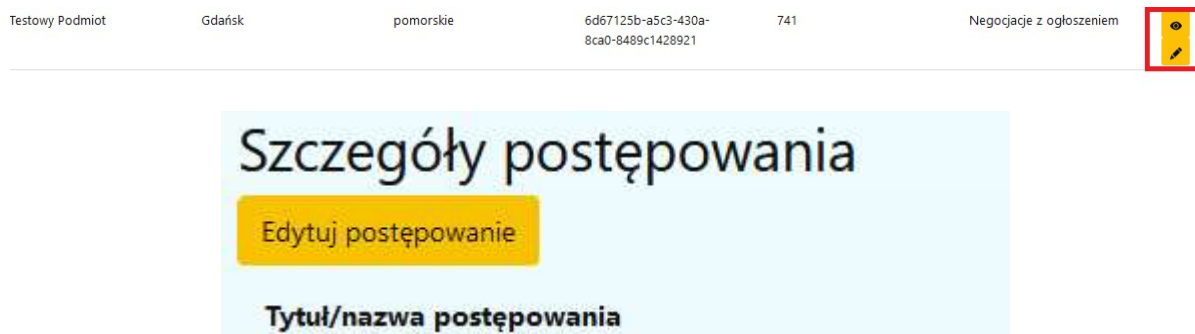 Testowy Podmiot Gdańsk pomorskie 6d67125b-a5c3-430a- 741 Negocjacje z ogłoszeniem
8ca0-8489c1428921
Szczegóły postępowania
Edytuj postępowanie
Tytuł/nazwa postępowania